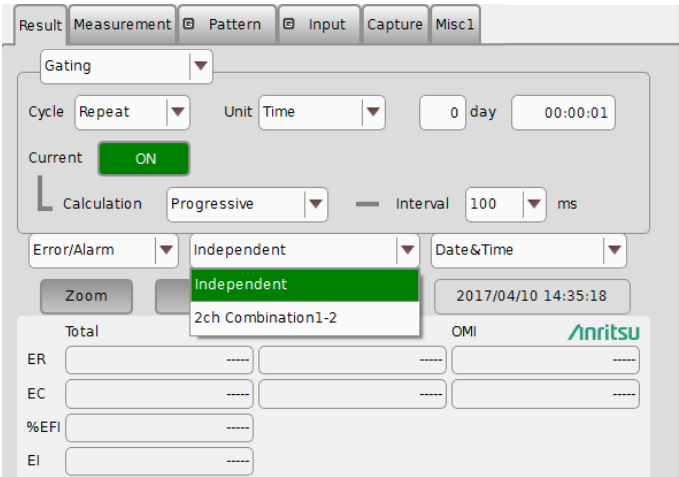 Result Measurement G Pattern G Input Capture Misc1
Gating
Cycle Repeat Unit Time 0 day 00:00:01
Current ON
Calculation Progressive Interval 100 ms
Error/Alarm Independent Date&Time
Independent
Zoom 2017/04/10 14:35:18
2ch Combination1-2
Total OMI Anritsu
ER ----- ----- -----
EC ----- ----- -----
%EFI -----
EI -----